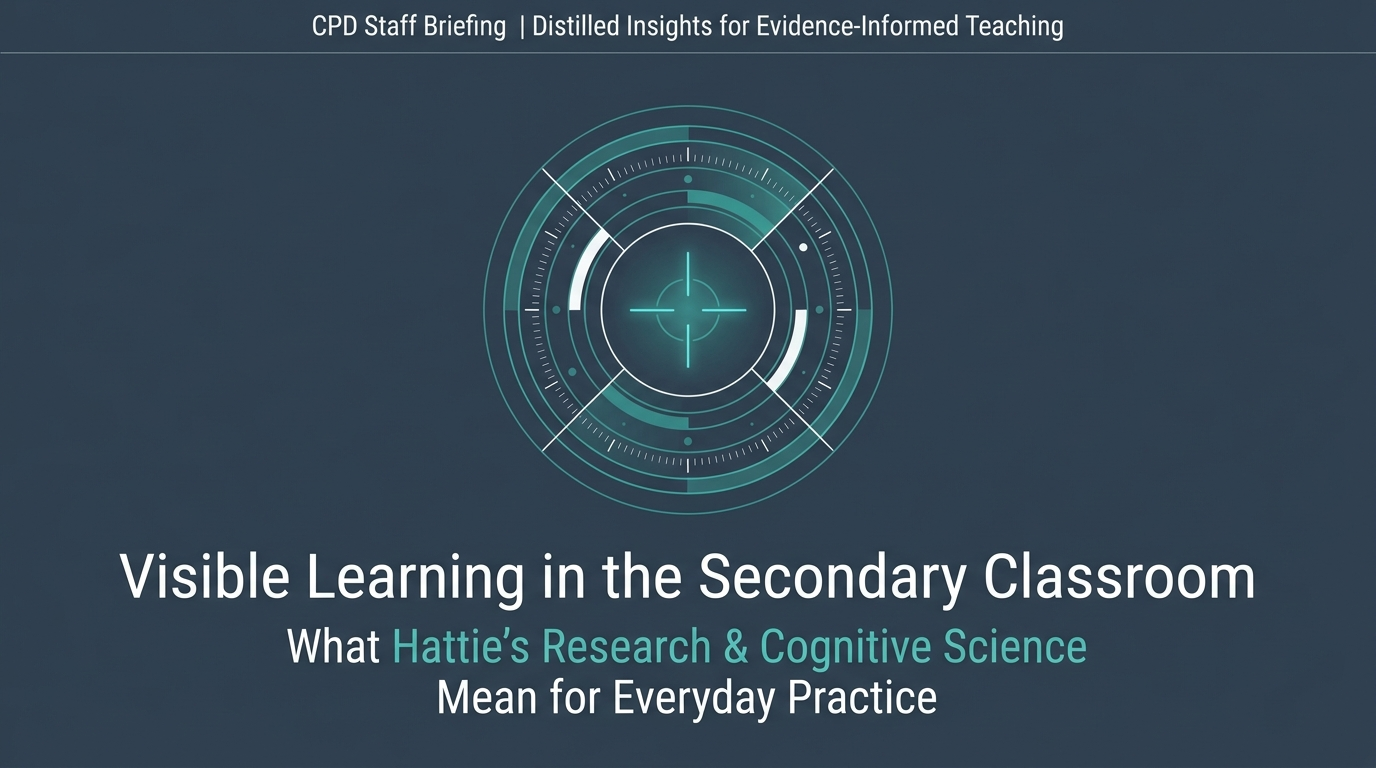 CPD Staff Briefing | Distilled Insights for Evidence-Informed Teaching
Visible Learning in the Secondary Classroom
What Hattie’s Research & Cognitive Science
Mean for Everyday Practice